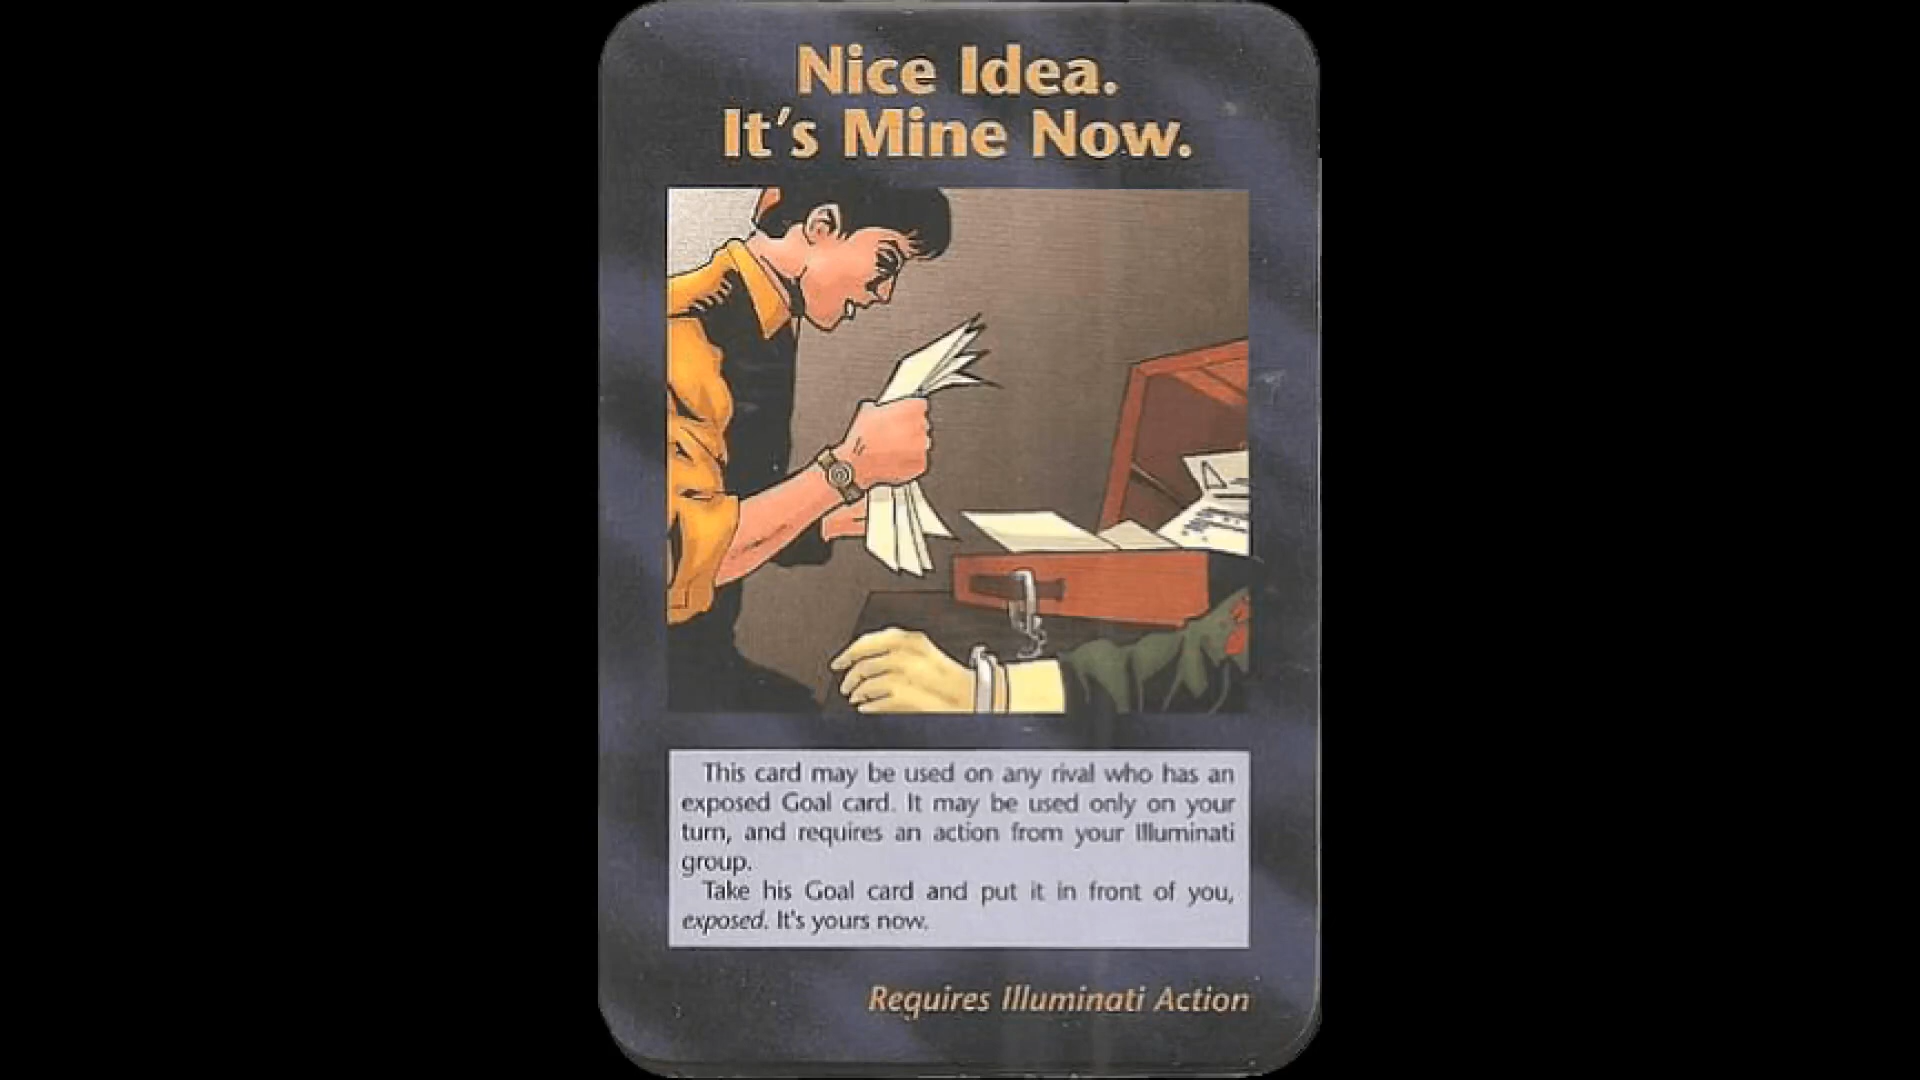 Nice Idea.
It's Mine Now.
This card may be used on any rival who has an
exposed Goal card. It may be used only on your
turn, and requires an action from your Illuminati
group.
Take his Goal card and put it in front of you,
exposed. It's yours now.
Requires Illuminati Action